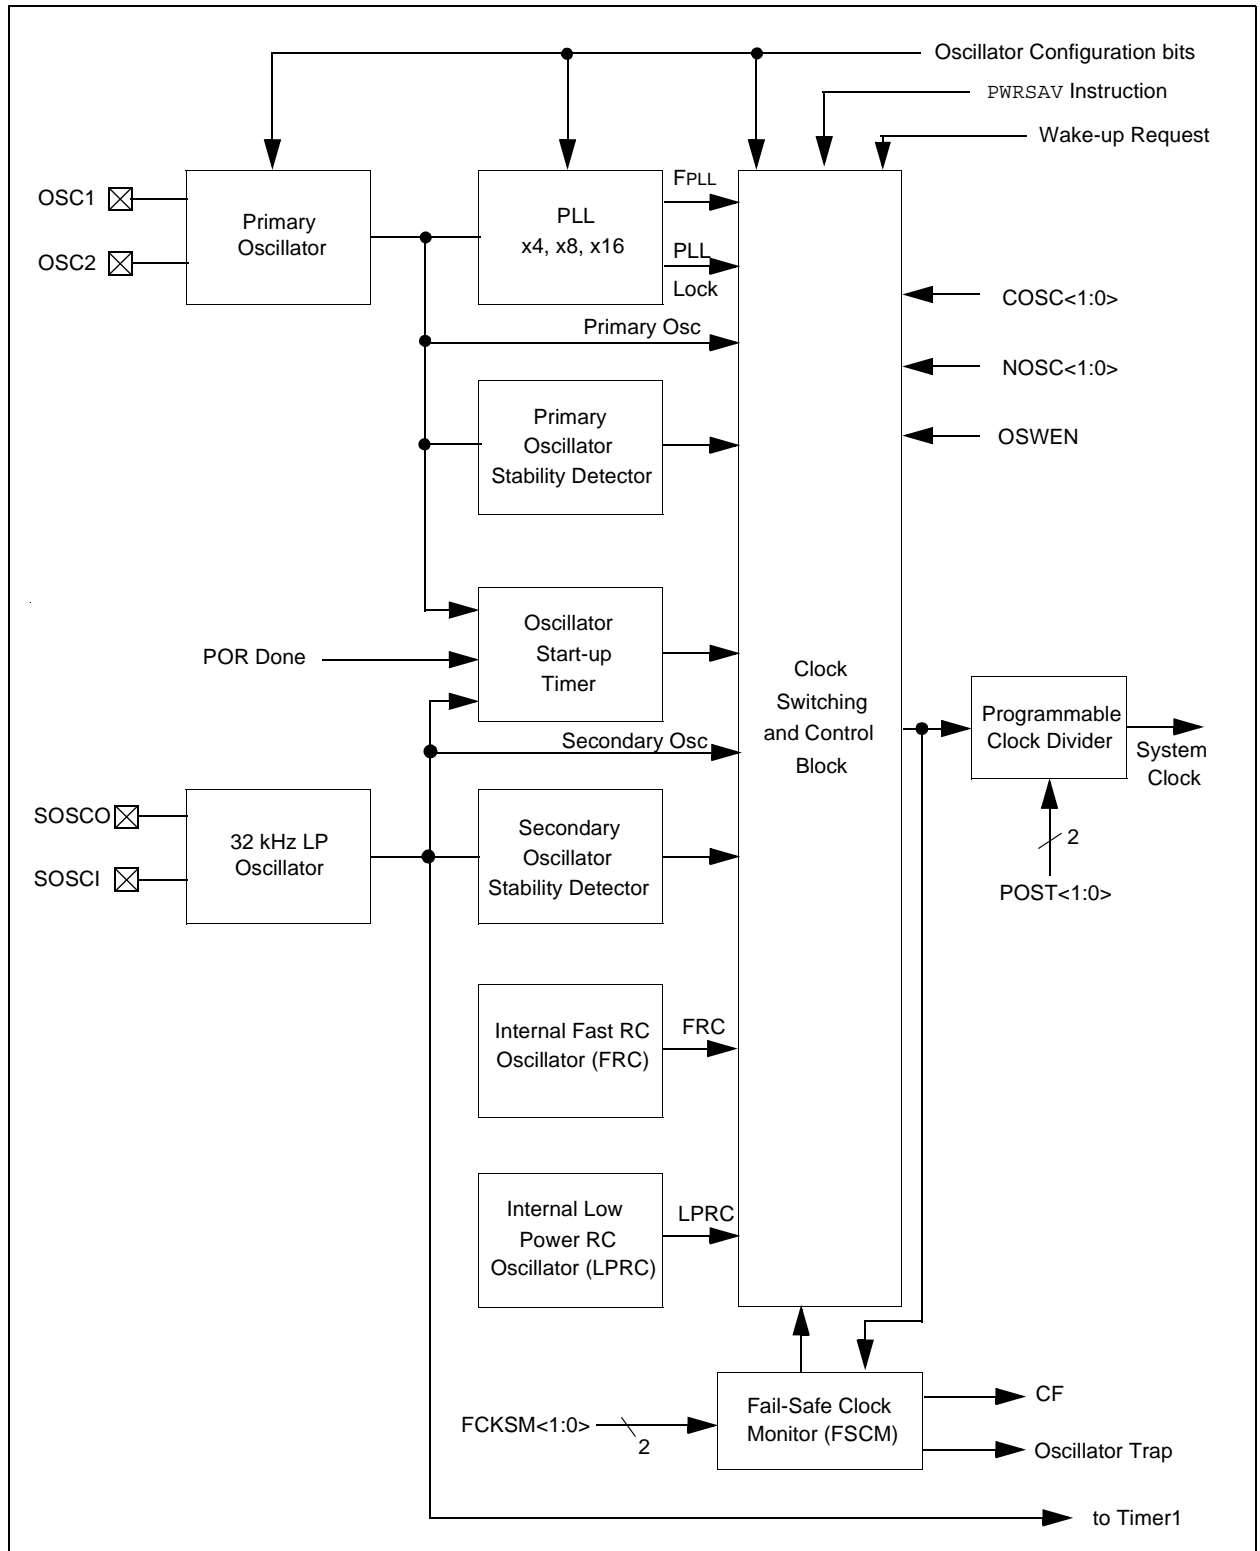 Oscillator Configuration bits
PWRSAV Instruction
Wake-up Request
OSC1
OSC2
Primary
Oscillator
PLL
x4, x8, x16
FPLL
PLL
Lock
Primary Osc
COSC<1:0>
NOSC<1:0>
OSWEN
Primary
Oscillator
Stability Detector
POR Done
Oscillator
Start-up
Timer
Clock
Switching
and Control
Block
Programmable
Clock Divider
System
Clock
2
POST<1:0>
Secondary Osc
SOSCO
SOSCI
32 kHz LP
Oscillator
Secondary
Oscillator
Stability Detector
Internal Fast RC
Oscillator (FRC)
FRC
Internal Low
Power RC
Oscillator (LPRC)
LPRC
FCKSM<1:0>
2
Fail-Safe Clock
Monitor (FSCM)
CF
Oscillator Trap
to Timer1